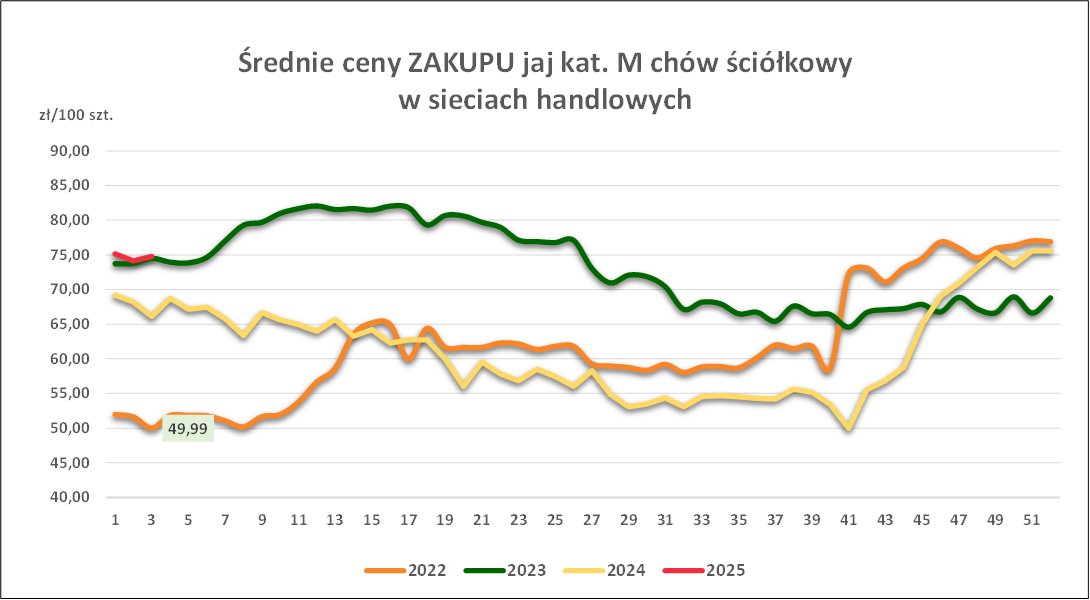 Średnie ceny ZAKUPU jaj kat. M chów ściółkowy
w sieciach handlowych
zł/100 szt.
90,00
85,00
80,00
75,00
70,00
65,00
60,00
55,00
50,00
45,00
40,00
49,99
1 3 5 7 9 11 13 15 17 19 21 23 25 27 29 31 33 35 37 39 41 43 45 47 49 51
2022 2023 2024 2025